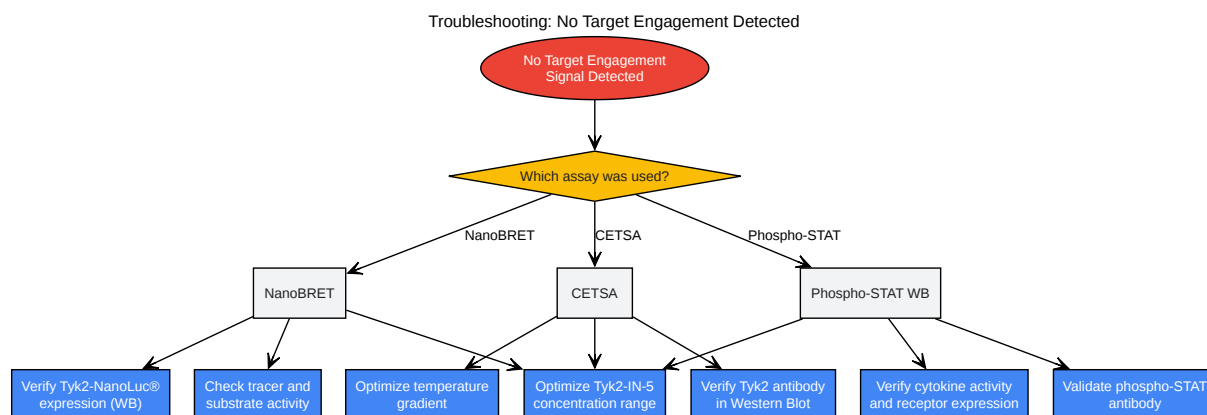 Troubleshooting: No Target Engagement Detected
No Target Engagement
Signal Detected
Which assay was used?
NanoBRET
CETSA
Phospho-STAT
NanoBRET
CETSA
Phospho-STAT WB
Verify Tyk2-NanoLuc®
expression (WB)
Check tracer and
substrate activity
Optimize temperature
gradient
Optimize Tyk2-IN-5
concentration range
Verify Tyk2 antibody
in Western Blot
Verify cytokine activity
and receptor expression
Validate phospho-STAT
antibody